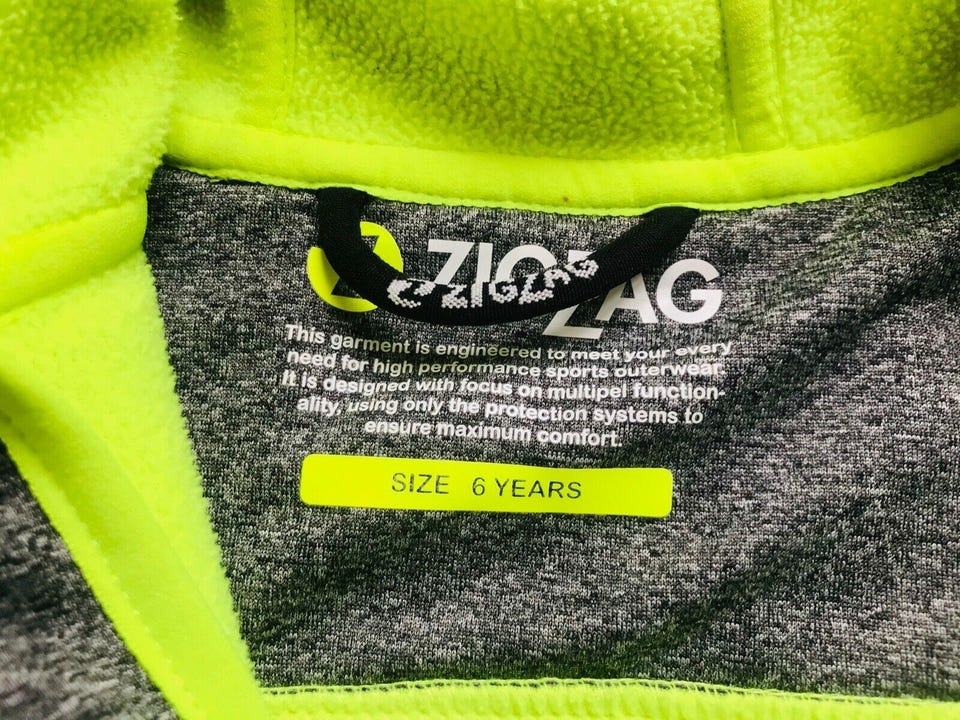 ZIGZAG
ZIGZAG
This garment is engineered to meet your every
need for high performance sports outerwear.
It is designed with focus on multipel function-
ality, using only the protection systems to
ensure maximum comfort.
SIZE 6 YEARS